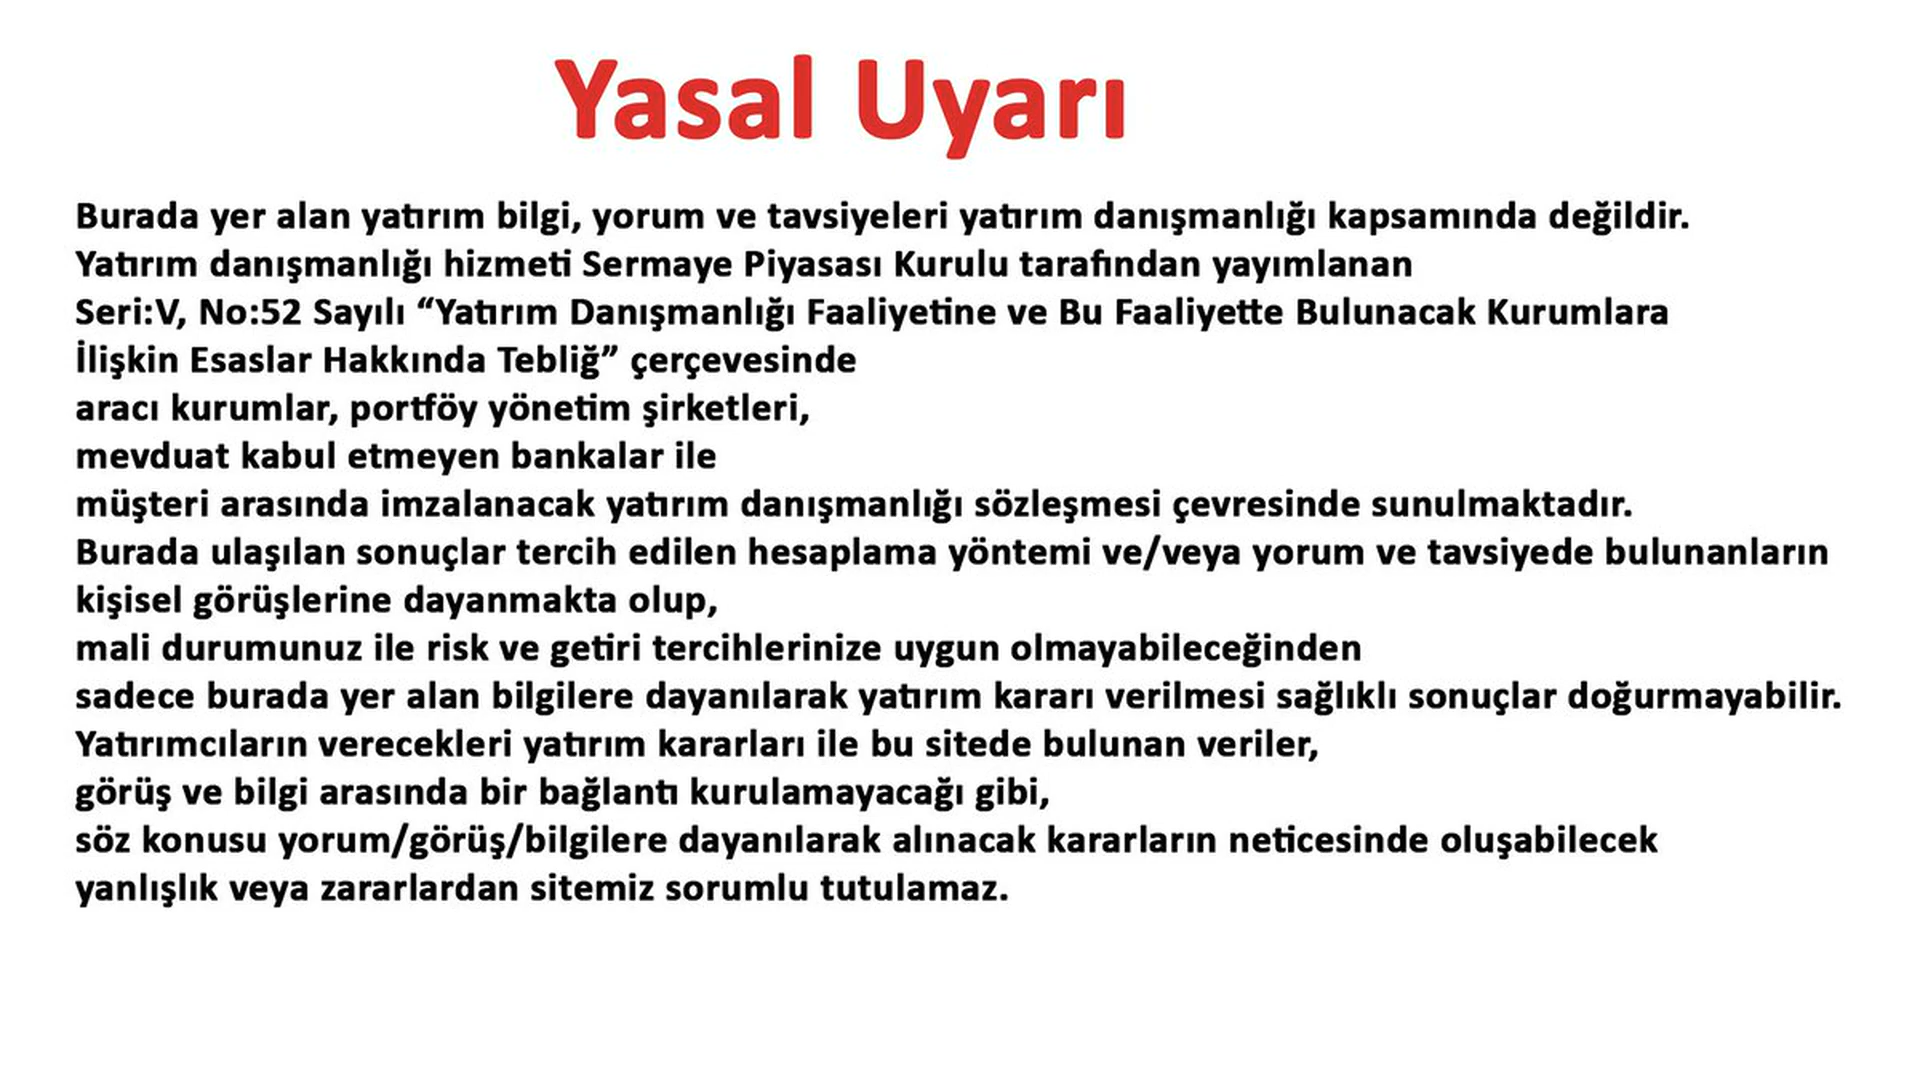 Yasal Uyarı
Burada yer alan yatırım bilgi, yorum ve tavsiyeleri yatırım danışmanlığı kapsamında değildir.
Yatırım danışmanlığı hizmeti Sermaye Piyasası Kurulu tarafından yayımlanan
Seri:V, No:52 Sayılı “Yatırım Danışmanlığı Faaliyetine ve Bu Faaliyette Bulunacak Kurumlara
İlişkin Esaslar Hakkında Tebliğ” çerçevesinde
aracı kurumlar, portföy yönetim şirketleri,
mevduat kabul etmeyen bankalar ile
müşteri arasında imzalanacak yatırım danışmanlığı sözleşmesi çevresinde sunulmaktadır.
Burada ulaşılan sonuçlar tercih edilen hesaplama yöntemi ve/veya yorum ve tavsiyede bulunanların
kişisel görüşlerine dayanmakta olup,
mali durumunuz ile risk ve getiri tercihlerinize uygun olmayabileceğinden
sadece burada yer alan bilgilere dayanılarak yatırım kararı verilmesi sağlıklı sonuçlar doğurmayabilir.
Yatırımcıların verecekleri yatırım kararları ile bu sitede bulunan veriler,
görüş ve bilgi arasında bir bağlantı kurulamayacağı gibi,
söz konusu yorum/görüş/bilgilere dayanılarak alınacak kararların neticesinde oluşabilecek
yanlışlık veya zararlardan sitemiz sorumlu tutulamaz.